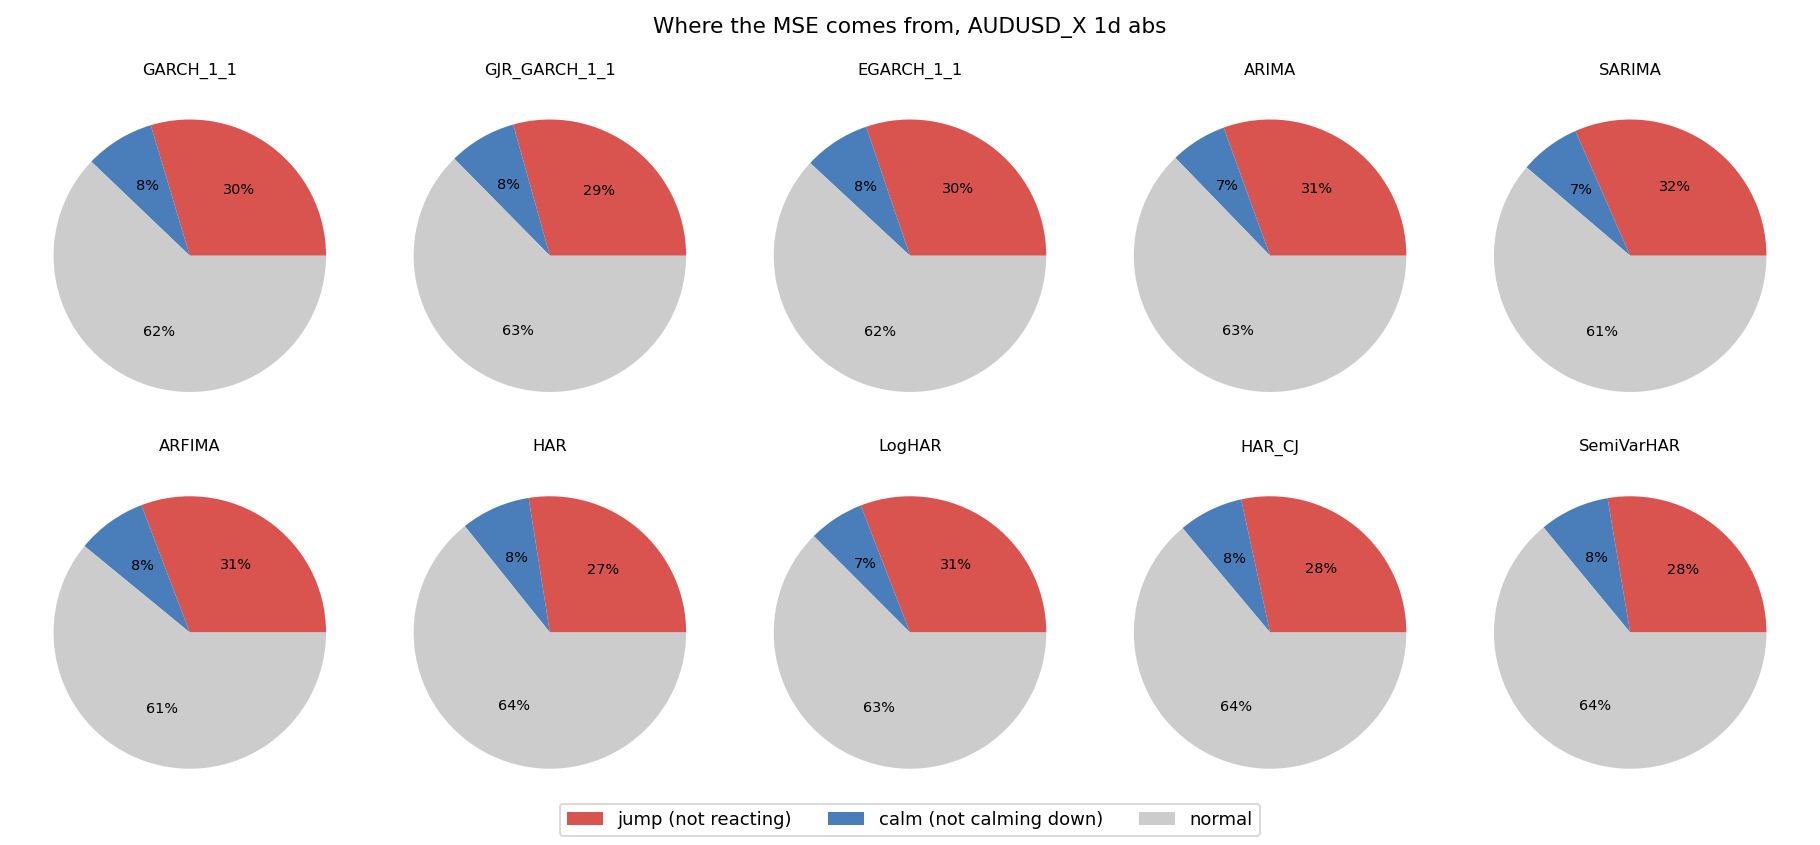 Where the MSE comes from, AUDUSD_X 1d abs
GARCH_1_1
GJR_GARCH_1_1
EGARCH_1_1
ARIMA
SARIMA
8%
30%
62%
8%
29%
63%
8%
30%
62%
7%
31%
63%
7%
32%
61%
ARFIMA
HAR
LogHAR
HAR_CJ
SemiVarHAR
8%
31%
61%
8%
27%
64%
7%
31%
63%
8%
28%
64%
8%
28%
64%
jump (not reacting)
calm (not calming down)
normal